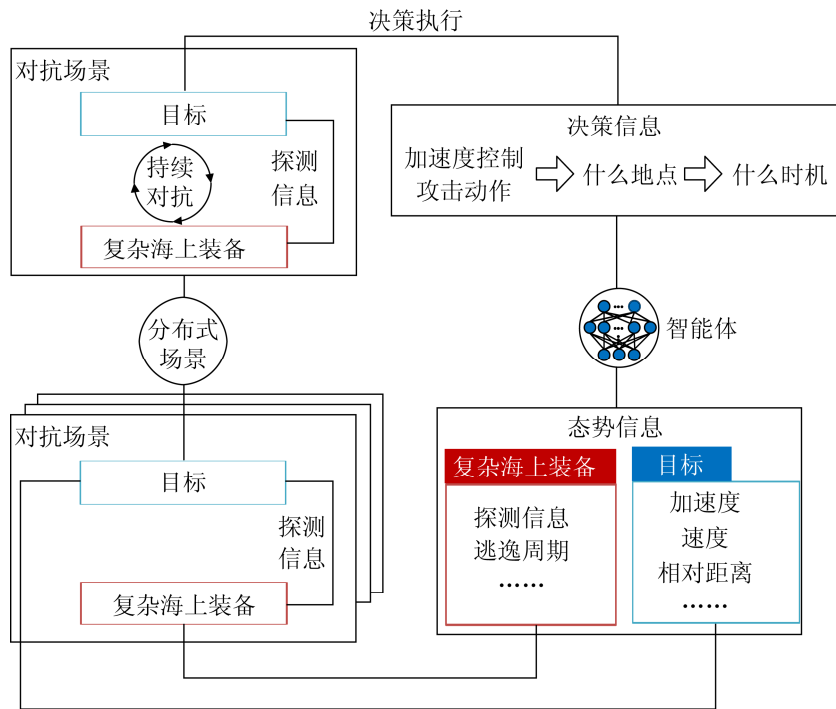 决策执行
对抗场景
目标
持续
对抗
探测
信息
复杂海上装备
分布式
场景
对抗场景
目标
探测
信息
复杂海上装备
决策信息
加速度控制
攻击动作
什么地点
什么时机
智能体
态势信息
复杂海上装备
探测信息
逃逸周期
……
目标
加速度
速度
相对距离
……